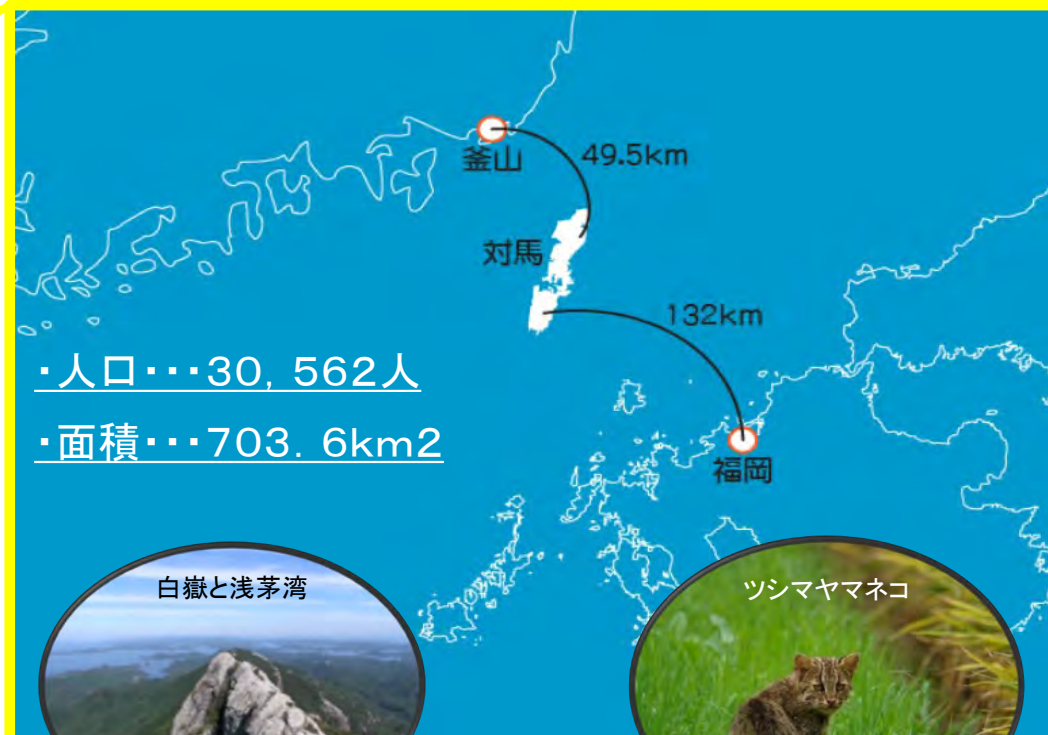 釜山
49.5km
対馬
132km
・人口・・・30, 562人
・面積・・・703. 6km2
福岡
白嶽と浅茅湾
ツシマヤマネコ